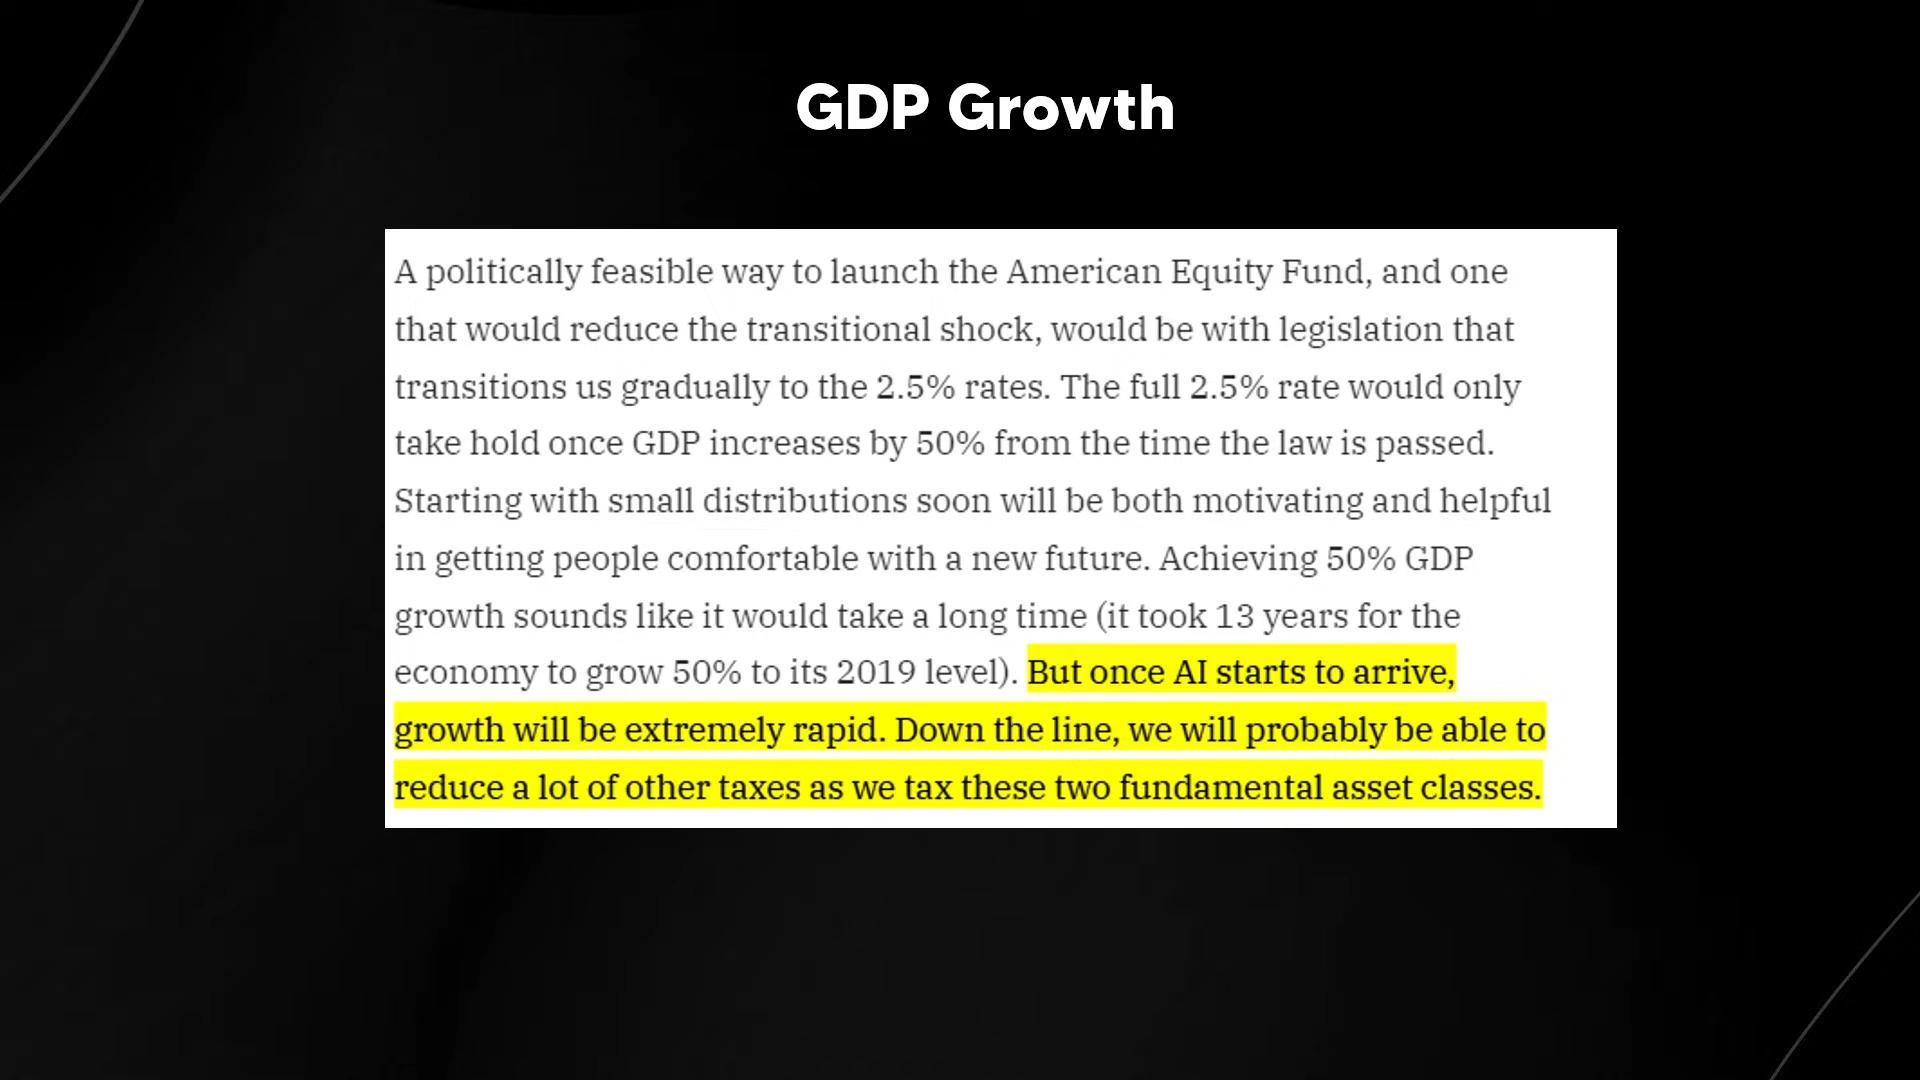 GDP Growth
A politically feasible way to launch the American Equity Fund, and one
that would reduce the transitional shock, would be with legislation that
transitions us gradually to the 2.5% rates. The full 2.5% rate would only
take hold once GDP increases by 50% from the time the law is passed.
Starting with small distributions soon will be both motivating and helpful
in getting people comfortable with a new future. Achieving 50% GDP
growth sounds like it would take a long time (it took 13 years for the
economy to grow 50% to its 2019 level). But once AI starts to arrive,
growth will be extremely rapid. Down the line, we will probably be able to
reduce a lot of other taxes as we tax these two fundamental asset classes.